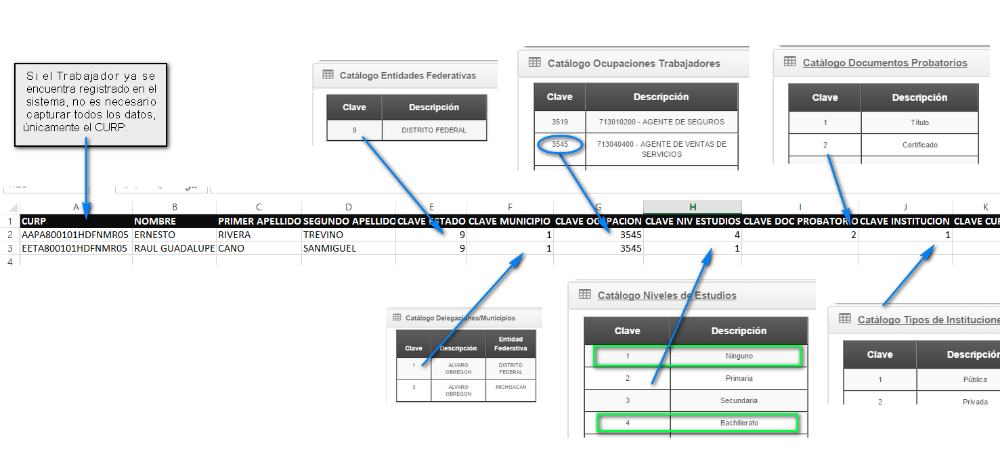 Si el Trabajador ya se
encuentra registrado en el
sistema, no es necesario
capturar todos los datos,
únicamente el CURP.
Catálogo Entidades Federativas
Clave Descripción
9 DISTRITO FEDERAL
Catálogo Ocupaciones Trabajadores
Clave Descripción
3519 713010200 - AGENTE DE SEGUROS
3545 713040400 - AGENTE DE VENTAS DE
SERVICIOS
Catálogo Documentos Probatorios
Clave Descripción
1 Título
2 Certificado
A B C D E F G H I J K
1 CURP NOMBRE PRIMER APELLIDO SEGUNDO APELLIDO CLAVE ESTADO CLAVE MUNICIPIO CLAVE OCUPACION CLAVE NIV ESTUDIOS CLAVE DOC PROBATORIO CLAVE INSTITUCION CLAVE CUR
2 AAPA800101HDFNMR05 ERNESTO RIVERA TREVINO 9 1 3545 4 2 1
3 EETA800101HDFNMR05 RAUL GUADALUPE CANO SANMIGUEL 9 1 3545 1
4
Catálogo Delegaciones/Municipios
Clave Descripción Entidad
Federativa
1 ALVARO
OBREGON DISTRITO
FEDERAL
3 ALVARO
OBREGON MICHOACAN
Catálogo Niveles de Estudios
Clave Descripción
1 Ninguno
2 Primaria
3 Secundaria
4 Bachillerato
Catálogo Tipos de Institucione
Clave Descripción
1 Pública
2 Privada